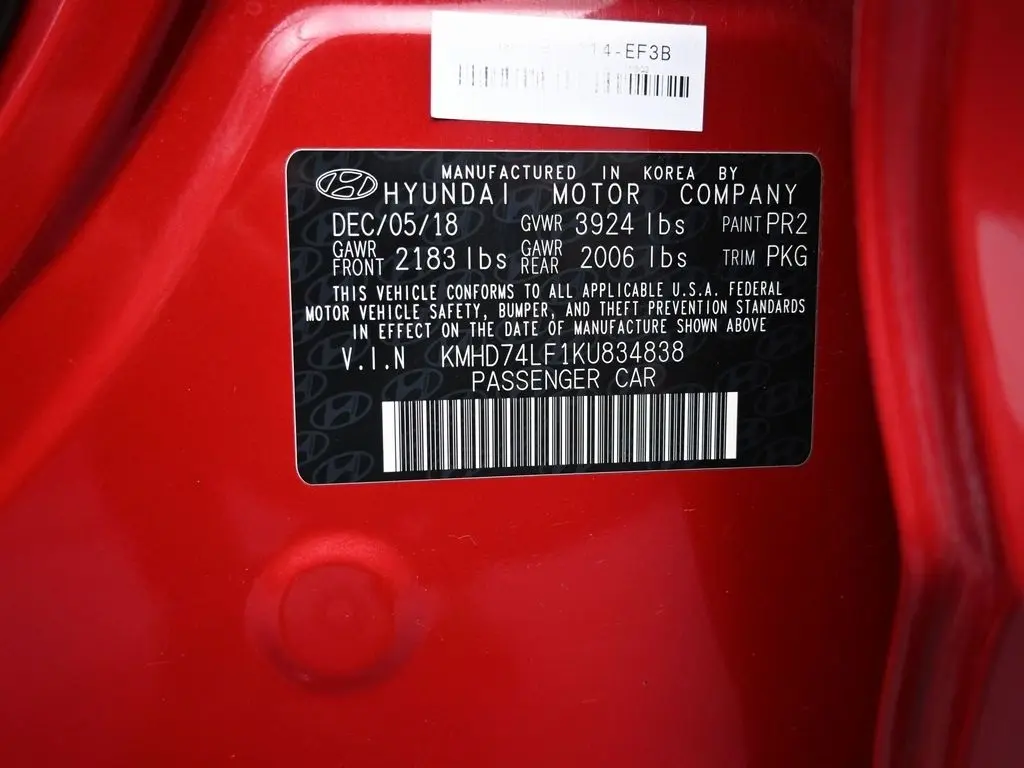 14-EF3B
MANUFACTURED IN KOREA BY
HYUNDAI MOTOR COMPANY
DEC/05/18 GVWR 3924 lbs PAINT PR2
GAWR FRONT 2183 lbs GAWR REAR 2006 lbs TRIM PKG
THIS VEHICLE CONFORMS TO ALL APPLICABLE U.S.A. FEDERAL
MOTOR VEHICLE SAFETY, BUMPER, AND THEFT PREVENTION STANDARDS
IN EFFECT ON THE DATE OF MANUFACTURE SHOWN ABOVE
V.I.N KMHD74LF1KU834838
PASSENGER CAR